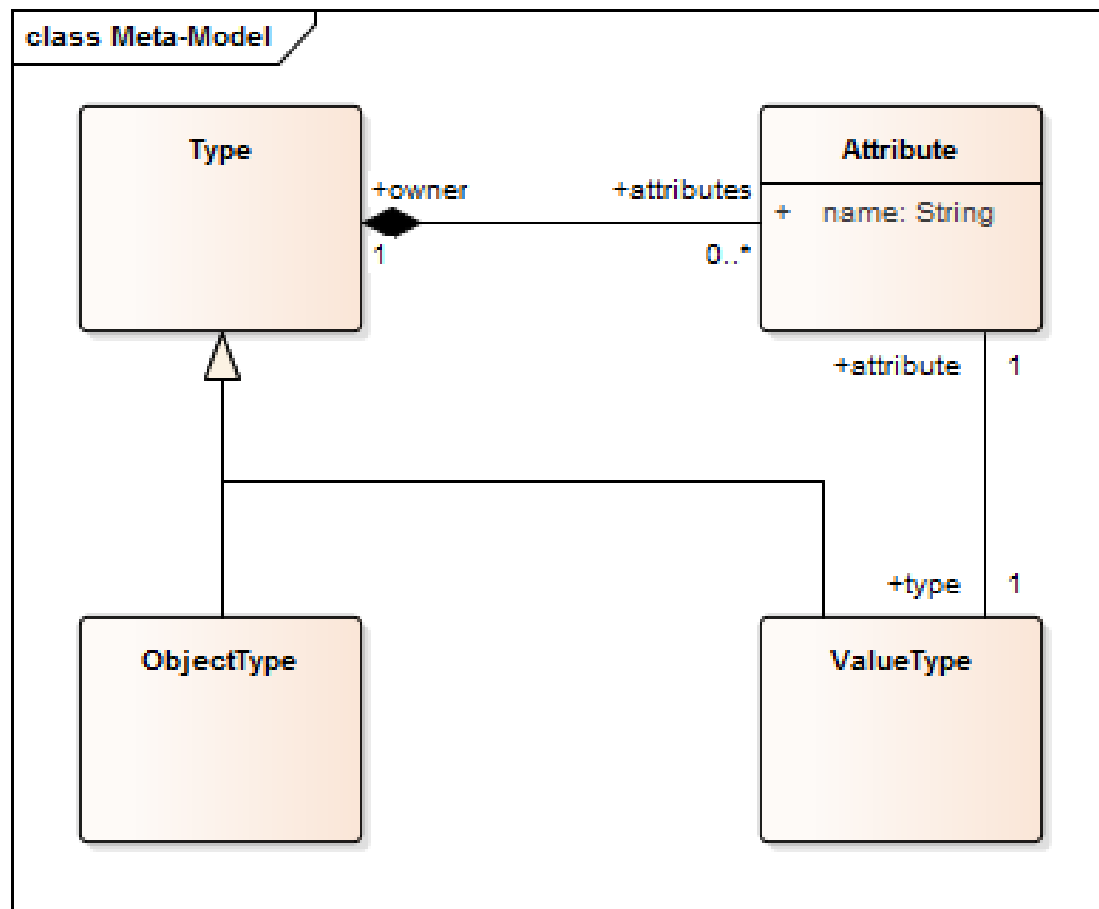 class Meta-Model
Type
Attribute
+owner
+attributes
+ name: String
1
0..*
+attribute
1
+type
1
ObjectType
ValueType